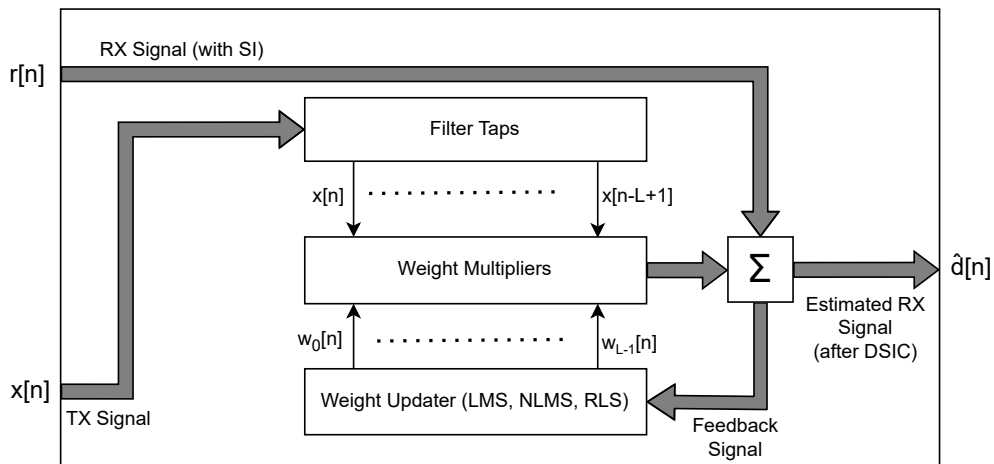 RX Signal (with SI)
r[n]
Filter Taps
x[n]
x[n-L+1]
Weight Multipliers
Σ
d̂[n]
Estimated RX
Signal
(after DSIC)
w0[n]
wL-1[n]
x[n]
TX Signal
Weight Updater (LMS, NLMS, RLS)
Feedback
Signal